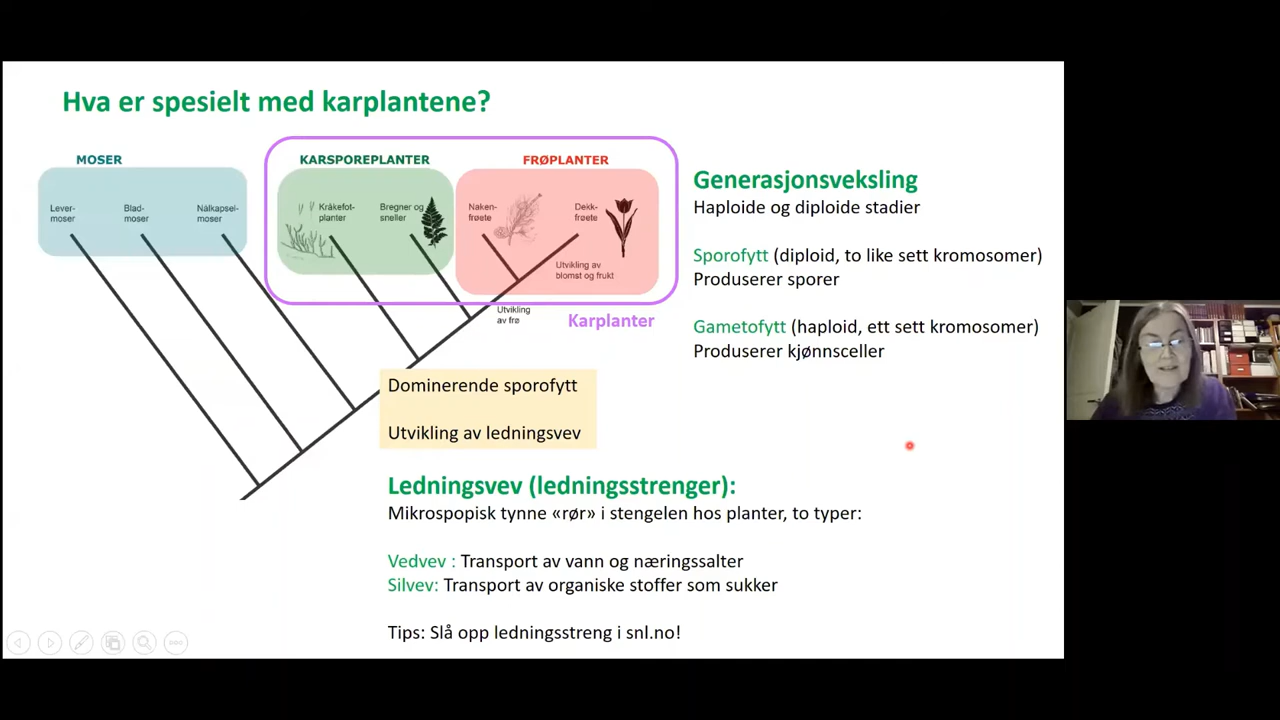 Hva er spesielt med karplantene?
MOSER
KARSPOREPLANTER
FRØPLANTER
Lever-
moser
Blad-
moser
Nålkapsel-
moser
Kråkefot-
planter
Bregner og
sneller
Naken-
frøete
Dekk-
frøete
Utvikling av
blomst og frukt
Utvikling
av frø
Karplanter
Dominerende sporofytt
Utvikling av ledningsvev
Generasjonsveksling
Haploide og diploide stadier
Sporofytt (diploid, to like sett kromosomer)
Produserer sporer
Gametofytt (haploid, ett sett kromosomer)
Produserer kjønnsceller
Ledningsvev (ledningsstrenger):
Mikrospopisk tynne «rør» i stengelen hos planter, to typer:
Vedvev : Transport av vann og næringssalter
Silvev: Transport av organiske stoffer som sukker
Tips: Slå opp ledningsstreng i snl.no!